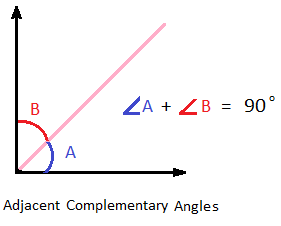 B
∠A + ∠B = 90°
A
Adjacent Complementary Angles